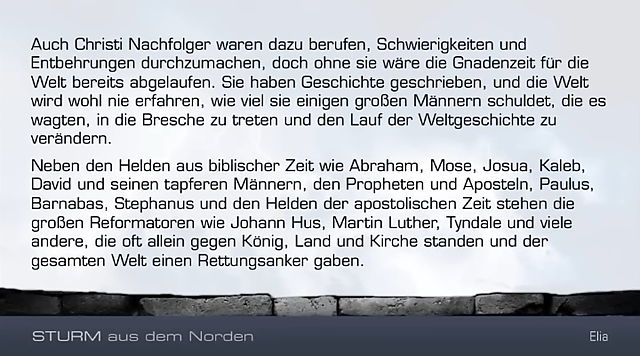 Auch Christi Nachfolger waren dazu berufen, Schwierigkeiten und
Entbehrungen durchzumachen, doch ohne sie wäre die Gnadenzeit für die
Welt bereits abgelaufen. Sie haben Geschichte geschrieben, und die Welt
wird wohl nie erfahren, wie viel sie einigen großen Männern schuldet, die es
wagten, in die Bresche zu treten und den Lauf der Weltgeschichte zu
verändern.
Neben den Helden aus biblischer Zeit wie Abraham, Mose, Josua, Kaleb,
David und seinen tapferen Männern, den Propheten und Aposteln, Paulus,
Barnabas, Stephanus und den Helden der apostolischen Zeit stehen die
großen Reformatoren wie Johann Hus, Martin Luther, Tyndale und viele
andere, die oft allein gegen König, Land und Kirche standen und der
gesamten Welt einen Rettungsanker gaben.
STURM aus dem Norden
Elia